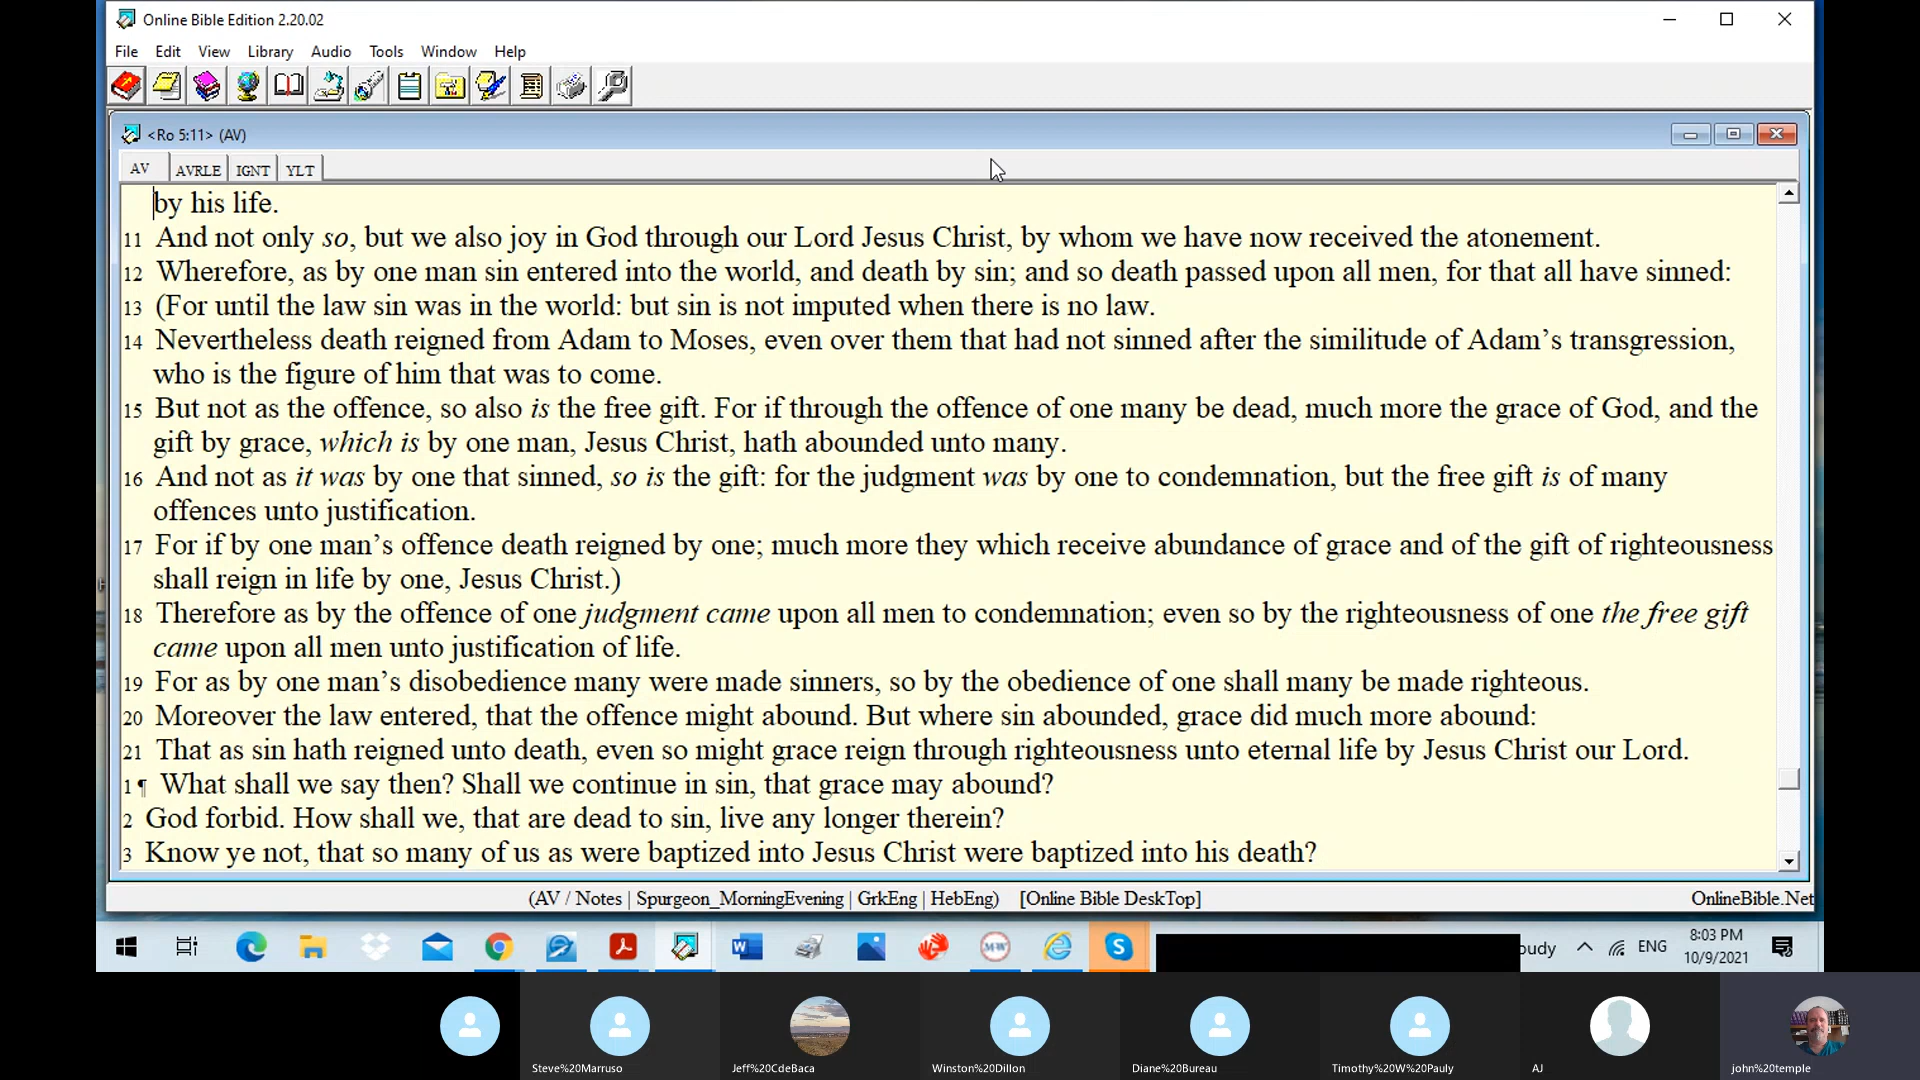 Online Bible Edition 2.20.02
File Edit View Library Audio Tools Window Help
<Ro 5:11> (AV)
AV AVRLE IGNT YLT
by his life.
11 And not only so, but we also joy in God through our Lord Jesus Christ, by whom we have now received the atonement.
12 Wherefore, as by one man sin entered into the world, and death by sin; and so death passed upon all men, for that all have sinned:
13 (For until the law sin was in the world: but sin is not imputed when there is no law.
14 Nevertheless death reigned from Adam to Moses, even over them that had not sinned after the similitude of Adam’s transgression,
who is the figure of him that was to come.
15 But not as the offence, so also is the free gift. For if through the offence of one many be dead, much more the grace of God, and the
gift by grace, which is by one man, Jesus Christ, hath abounded unto many.
16 And not as it was by one that sinned, so is the gift: for the judgment was by one to condemnation, but the free gift is of many
offences unto justification.
17 For if by one man’s offence death reigned by one; much more they which receive abundance of grace and of the gift of righteousness
shall reign in life by one, Jesus Christ.)
18 Therefore as by the offence of one judgment came upon all men to condemnation; even so by the righteousness of one the free gift
came upon all men unto justification of life.
19 For as by one man’s disobedience many were made sinners, so by the obedience of one shall many be made righteous.
20 Moreover the law entered, that the offence might abound. But where sin abounded, grace did much more abound:
21 That as sin hath reigned unto death, even so might grace reign through righteousness unto eternal life by Jesus Christ our Lord.
1 ¶ What shall we say then? Shall we continue in sin, that grace may abound?
2 God forbid. How shall we, that are dead to sin, live any longer therein?
3 Know ye not, that so many of us as were baptized into Jesus Christ were baptized into his death?
(AV / Notes | Spurgeon_MorningEvening | GrkEng | HebEng) [Online Bible DeskTop] OnlineBible.Net
W M-W S oudy ENG 8:03 PM
10/9/2021
Steve%20Marruso Jeff%20CdeBaca Winston%20Dillon Diane%20Bureau Timothy%20W%20Pauly AJ john%20temple